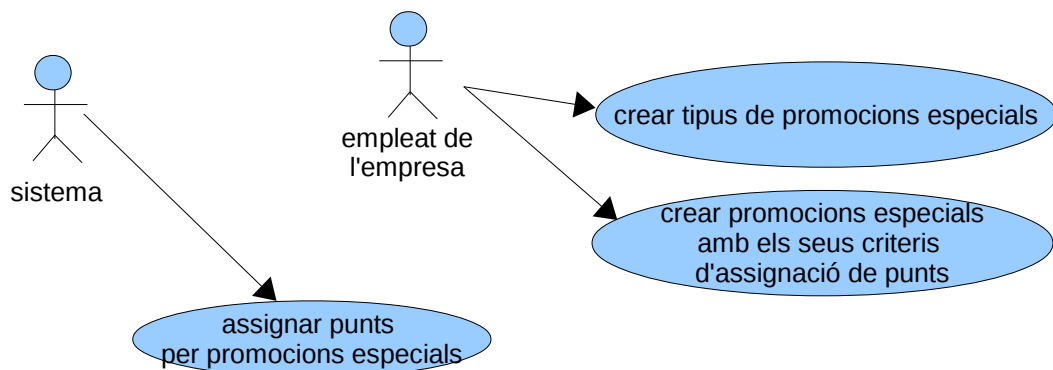 sistema
empleat de
l'empresa
crear tipus de promocions especials
crear promocions especials
amb els seus criteris
d'assignació de punts
assignar punts
per promocions especials